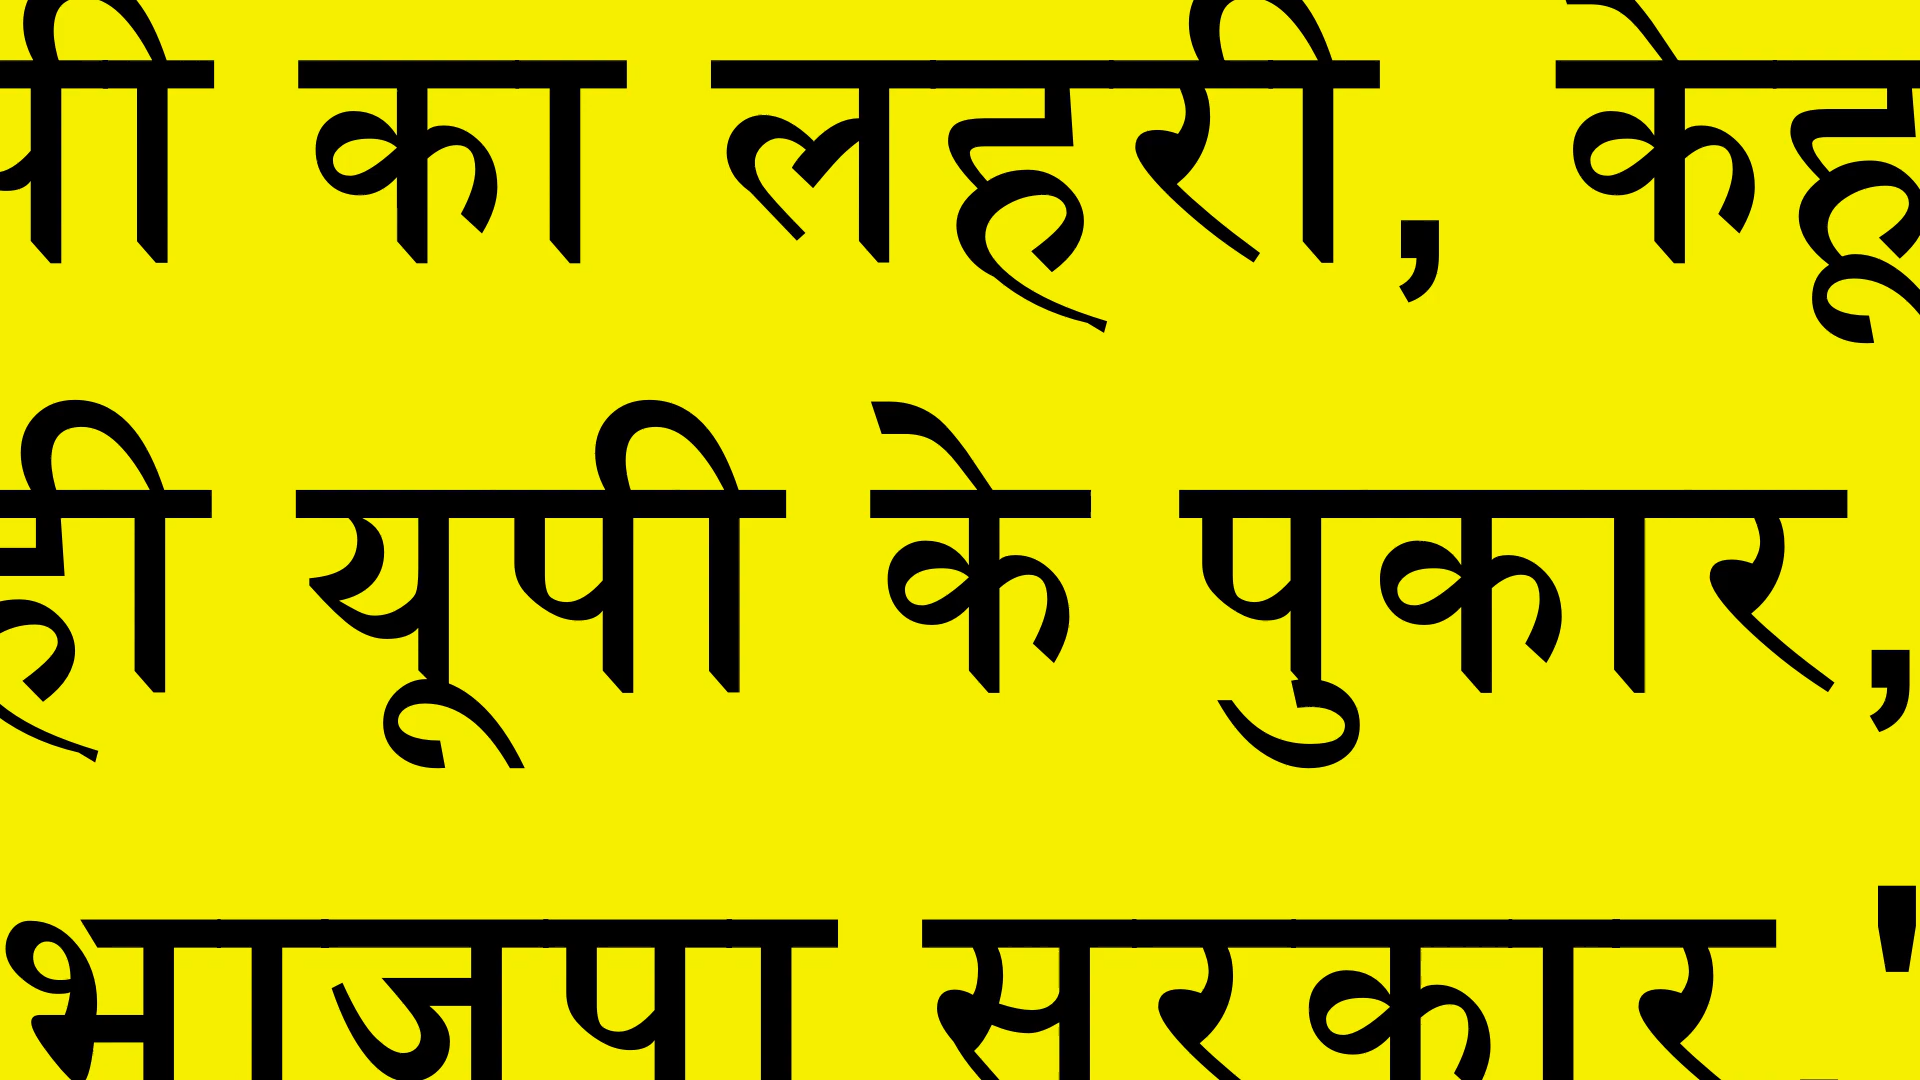 पी का लहरी, केहू
ही यूपी के पुकार,
भाजपा सरकार.'